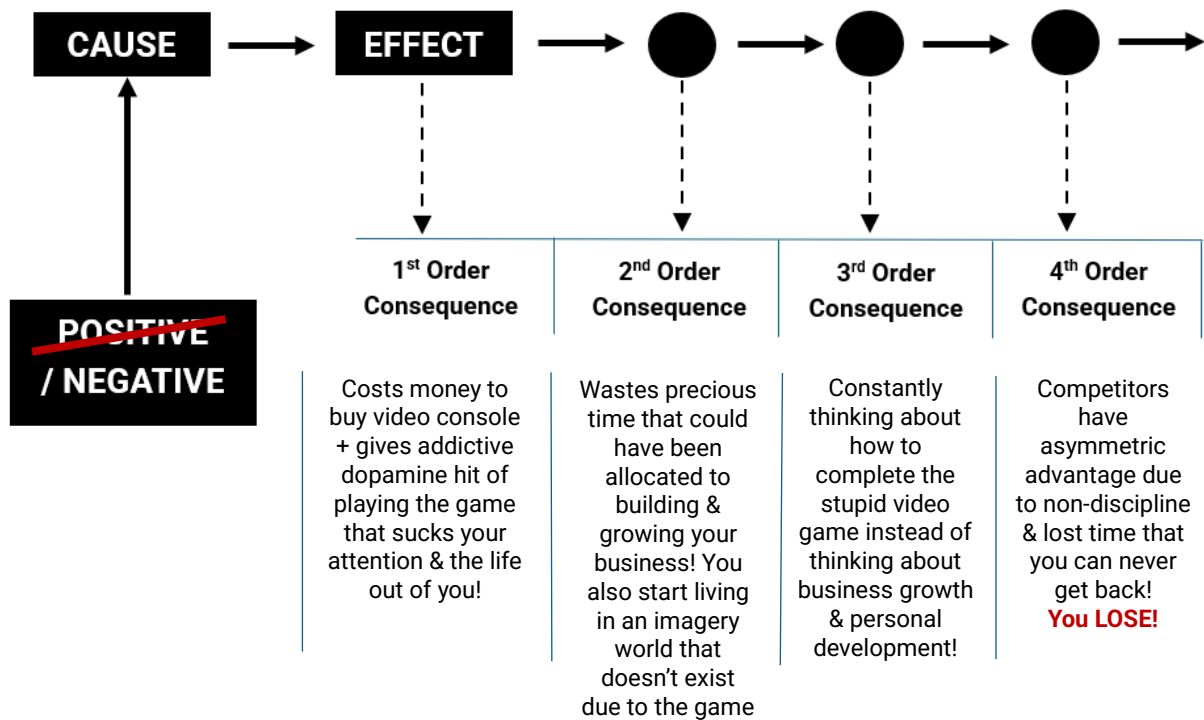 CAUSE
EFFECT
POSITIVE
/ NEGATIVE
1st Order
Consequence
2nd Order
Consequence
3rd Order
Consequence
4th Order
Consequence
Costs money to
buy video console
+ gives addictive
dopamine hit of
playing the game
that sucks your
attention & the life
out of you!
Wastes precious
time that could
have been
allocated to
building &
growing your
business! You
also start living
in an imagery
world that
doesn’t exist
due to the game
Constantly
thinking about
how to
complete the
stupid video
game instead of
thinking about
business growth
& personal
development!
Competitors
have
asymmetric
advantage due
to non-discipline
& lost time that
you can never
get back!
You LOSE!